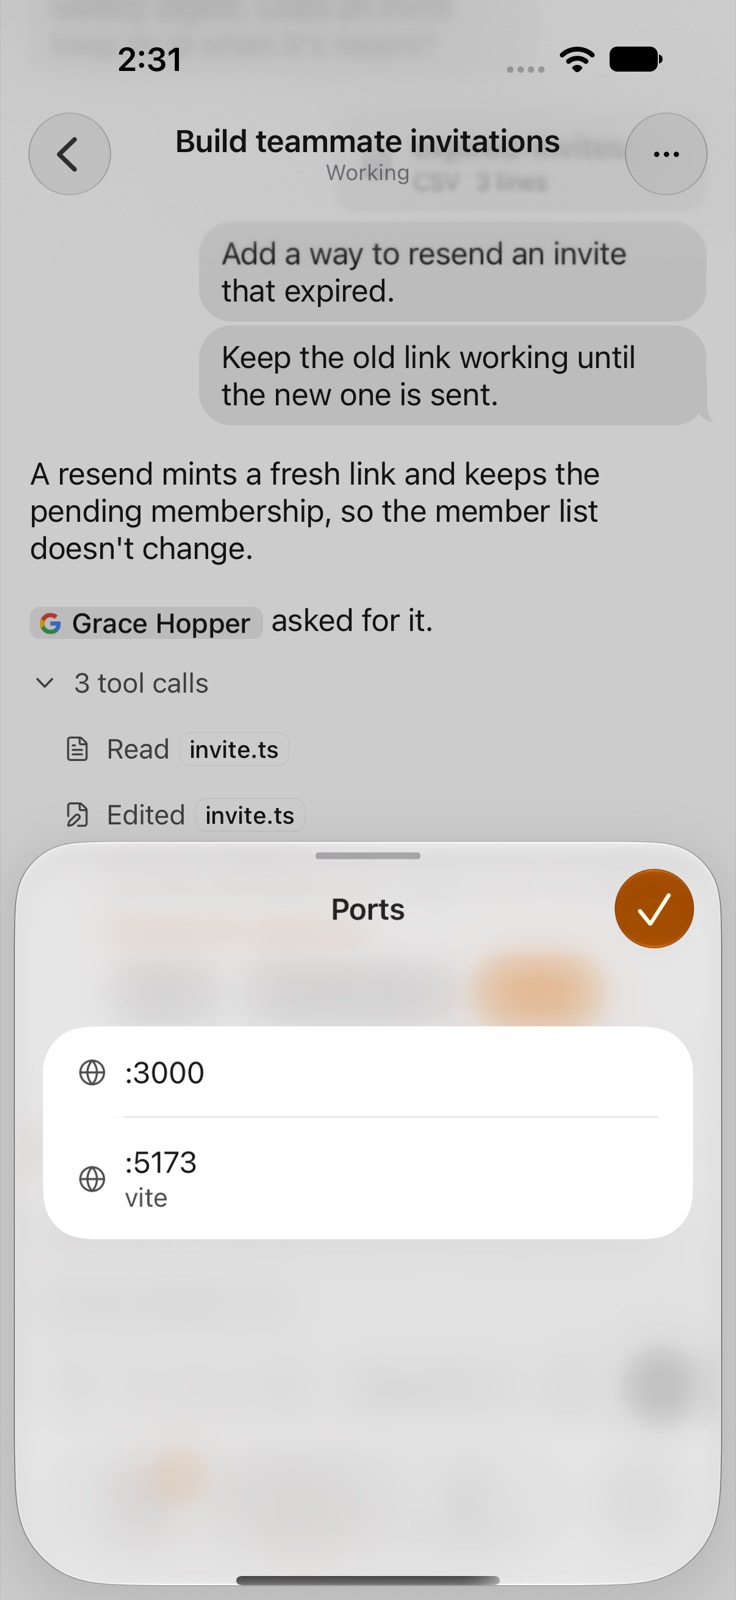 2:31
Build teammate invitations
Working
CSV 3 lines
Add a way to resend an invite
that expired.
Keep the old link working until
the new one is sent.
A resend mints a fresh link and keeps the
pending membership, so the member list
doesn't change.
Grace Hopper asked for it.
3 tool calls
Read invite.ts
Edited invite.ts
Ports
:3000
:5173
vite